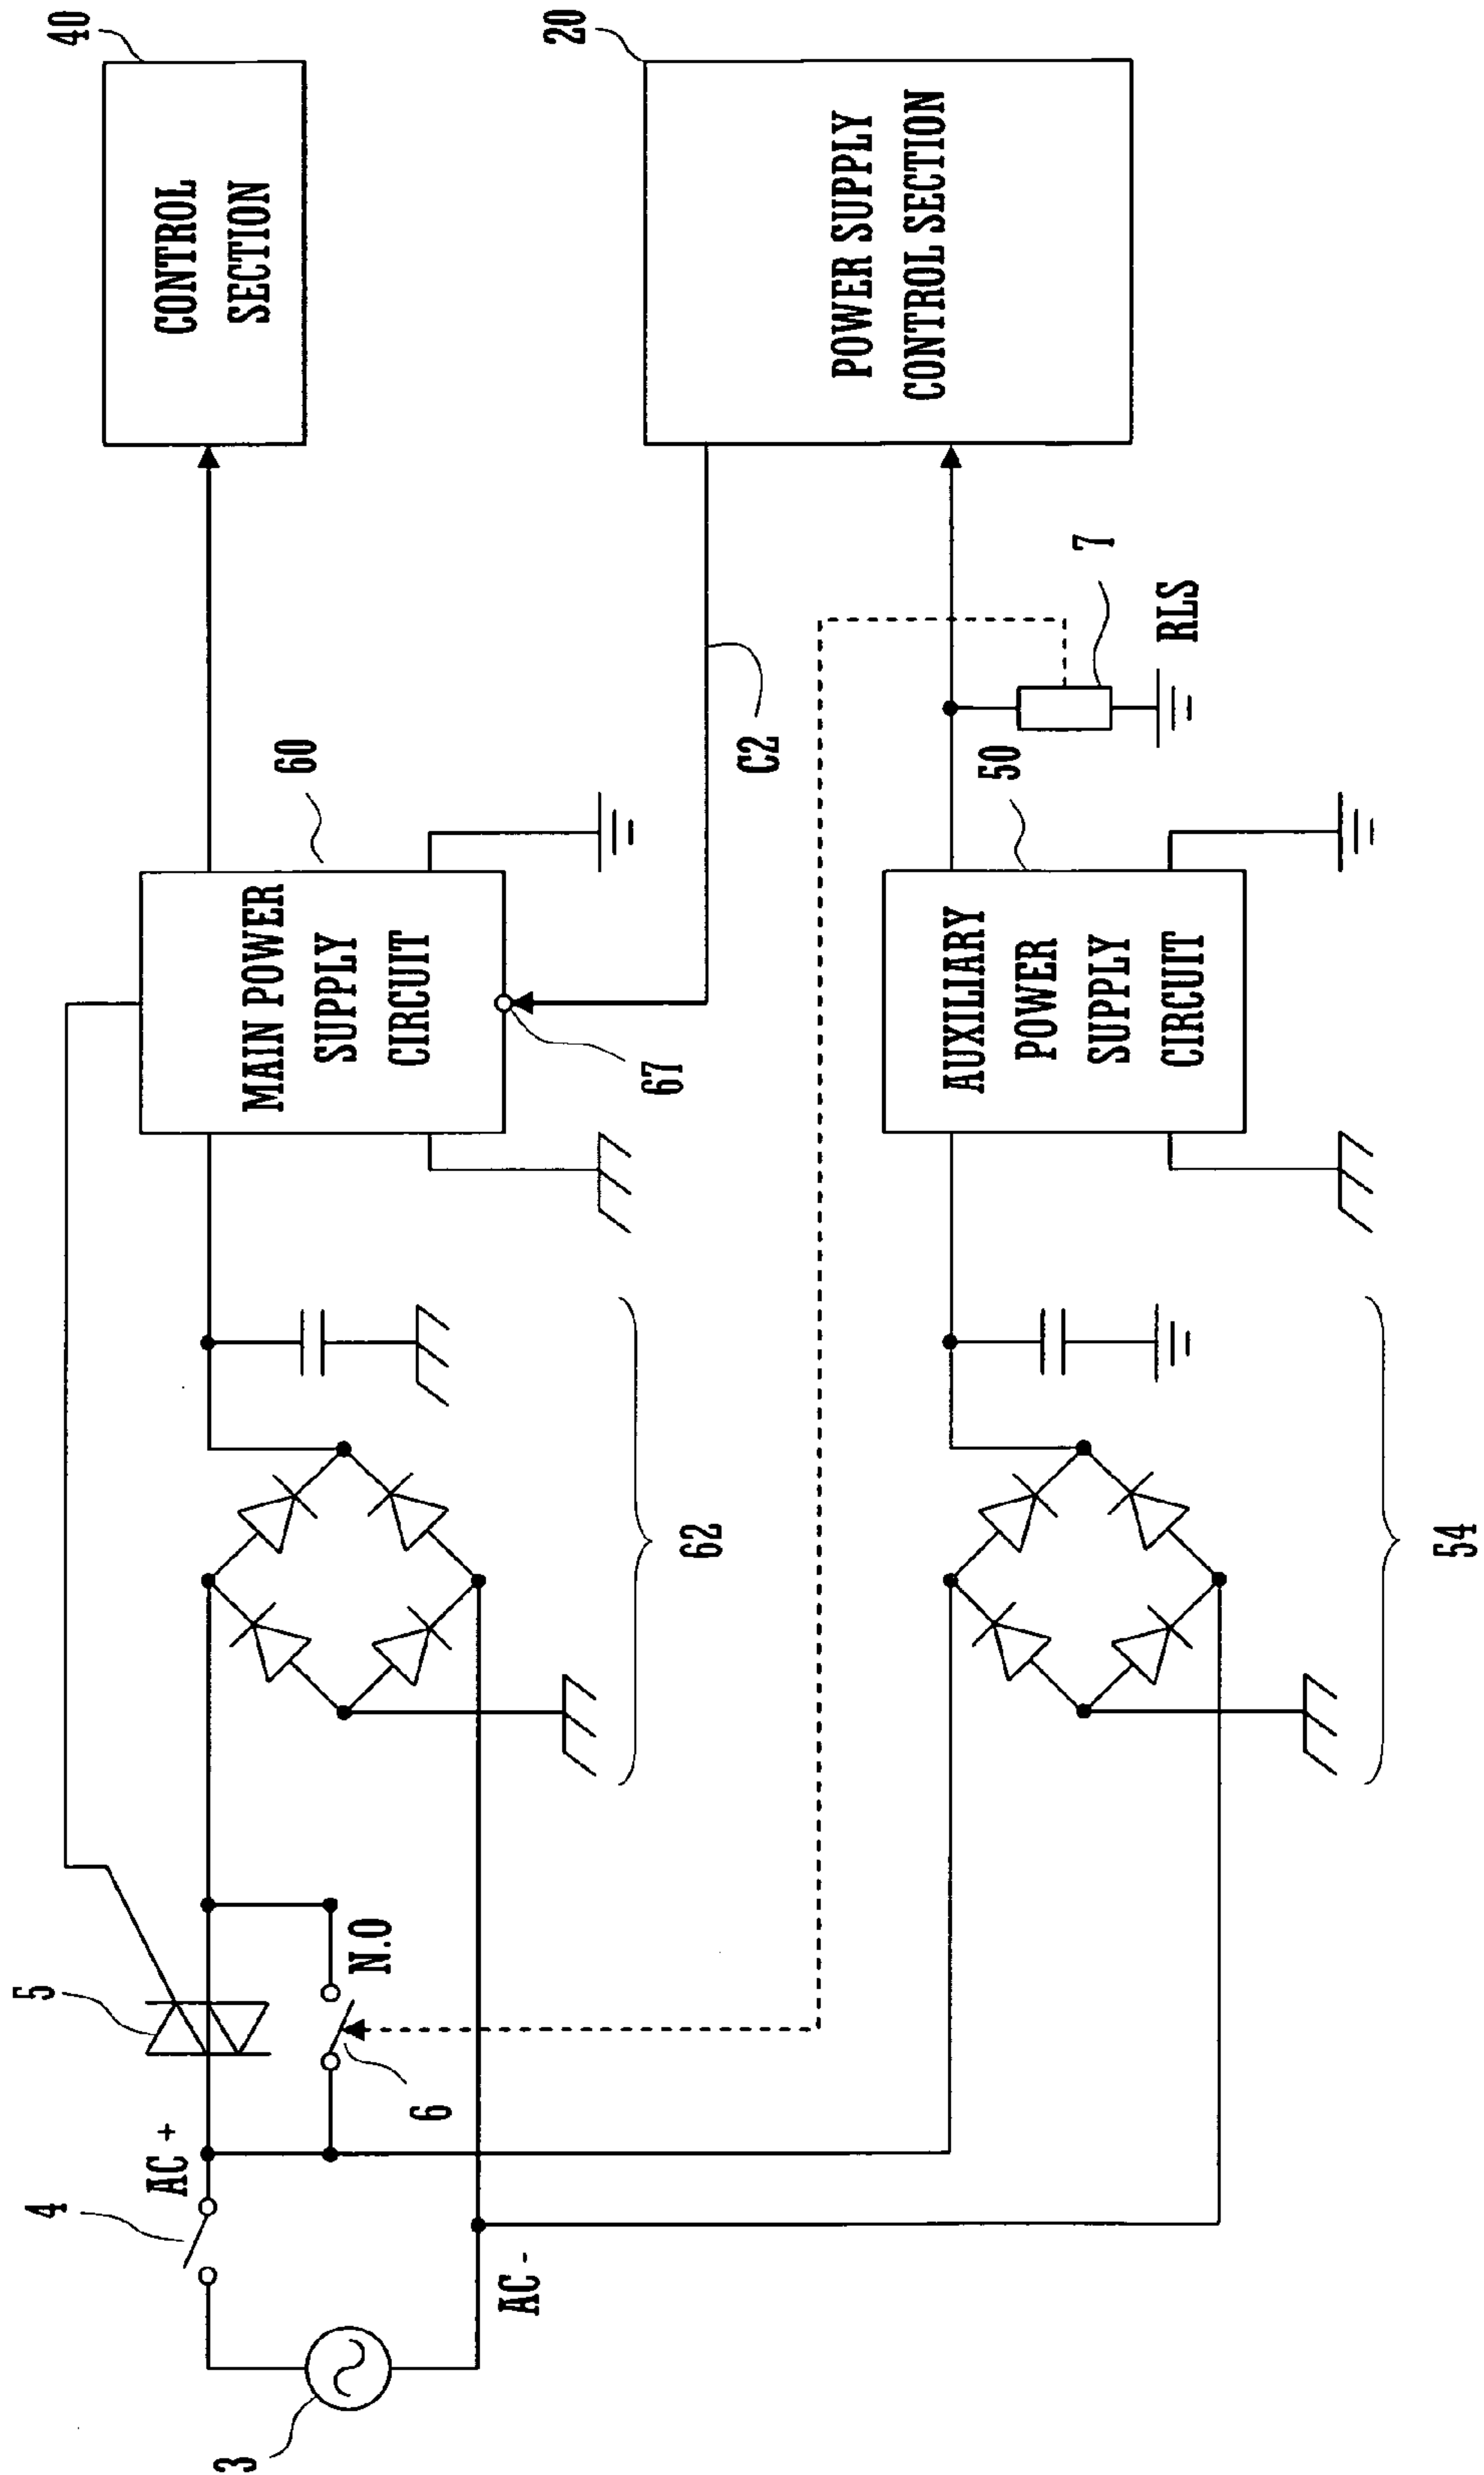 40
CONTROL
SECTION
20
POWER SUPPLY
CONTROL SECTION
60
MAIN POWER
SUPPLY
CIRCUIT
67
C2
7
RLS
50
AUXILIARY
POWER
SUPPLY
CIRCUIT
62
54
5
N.O
6
AC +
4
AC -
3